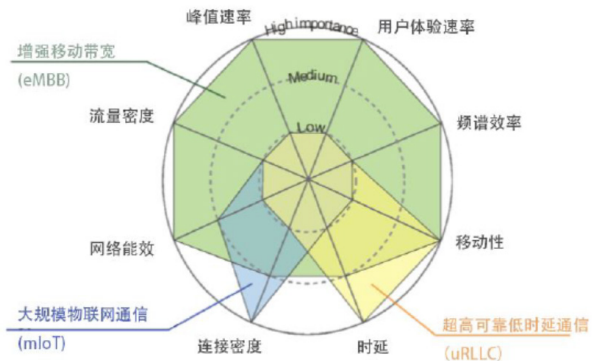 峰值速率
High importance
用户体验速率
增强移动带宽
(eMBB)
Medium
流量密度
Low
频谱效率
网络能效
移动性
大规模物联网通信
(mIoT)
连接密度
时延
超高可靠低时延通信
(uRLLC)